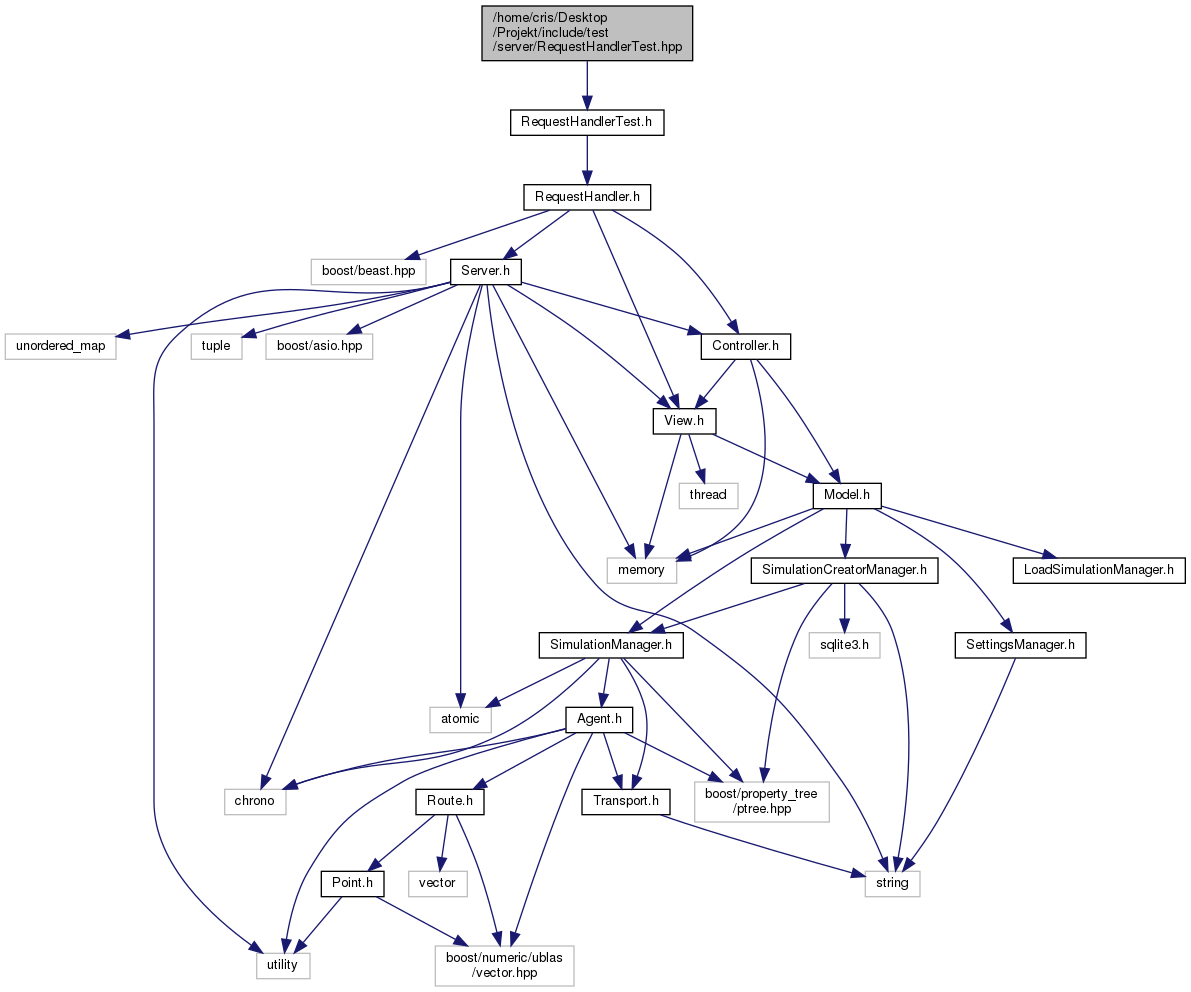 /home/cris/Desktop
/Projekt/include/test
/server/RequestHandlerTest.hpp
RequestHandlerTest.h
RequestHandler.h
boost/beast.hpp
Server.h
unordered_map
tuple
boost/asio.hpp
Controller.h
View.h
thread
Model.h
memory
SimulationCreatorManager.h
LoadSimulationManager.h
SimulationManager.h
sqlite3.h
SettingsManager.h
atomic
Agent.h
chrono
Route.h
Transport.h
boost/property_tree
/ptree.hpp
Point.h
vector
string
utility
boost/numeric/ublas
/vector.hpp